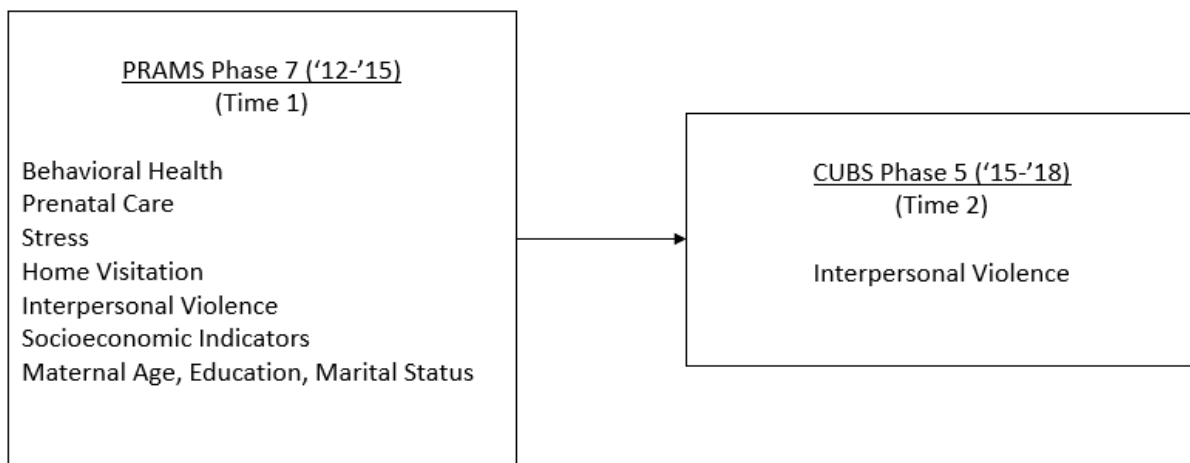 PRAMS Phase 7 (‘12-’15)
(Time 1)
Behavioral Health
Prenatal Care
Stress
Home Visitation
Interpersonal Violence
Socioeconomic Indicators
Maternal Age, Education, Marital Status
CUBS Phase 5 (‘15-’18)
(Time 2)
Interpersonal Violence